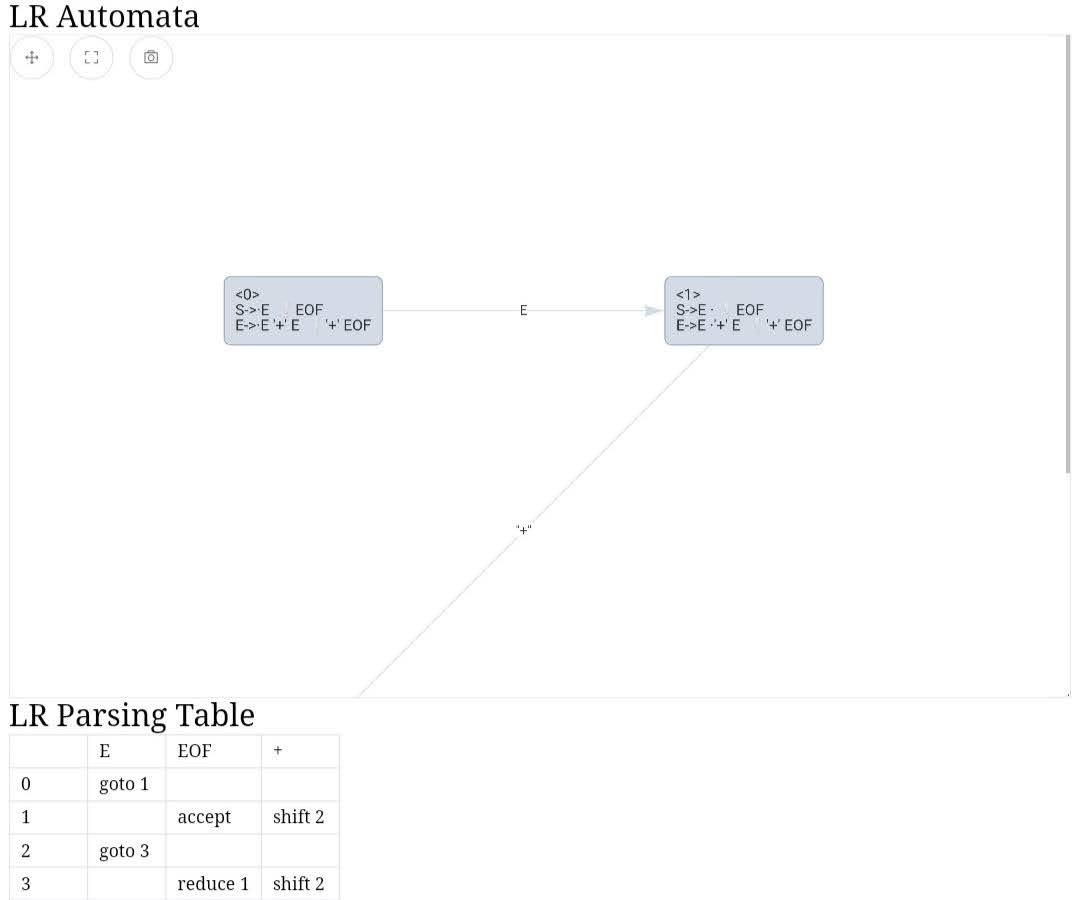 LR Automata
<0>
S->·E EOF
E->·E '+' E '+' EOF
E
<1>
S->E · EOF
E->E ·'+' E '+' EOF
"+"
LR Parsing Table
E EOF +
0 goto 1
1 accept shift 2
2 goto 3
3 reduce 1 shift 2